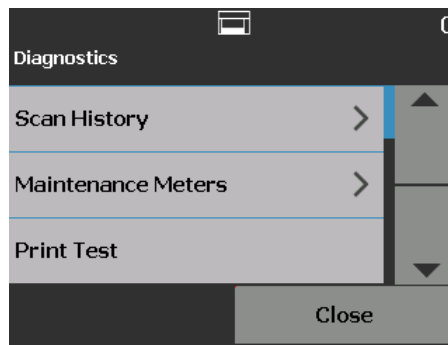 Diagnostics
Scan History
Maintenance Meters
Print Test
Close